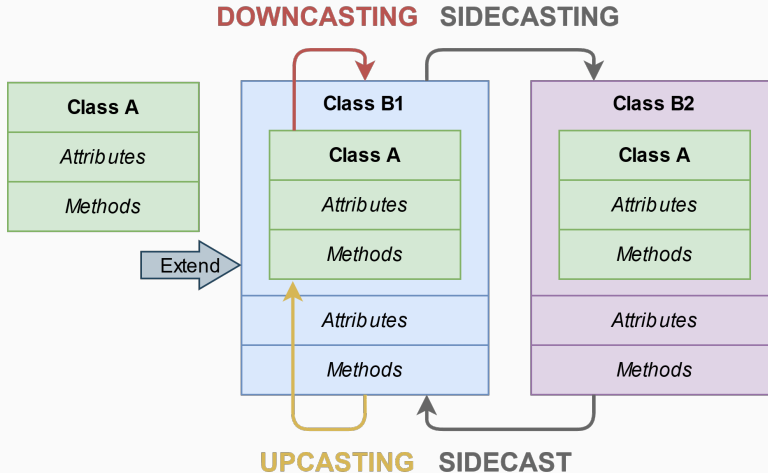 DOWNCASTING SIDECASTING
Class A
Attributes
Methods
Extend
Class B1
Class A
Attributes
Methods
Attributes
Methods
Class B2
Class A
Attributes
Methods
Attributes
Methods
UPCASTING SIDECAST